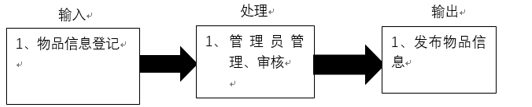 输入
处理
输出
1、物品信息登记
1、管理员管
理、审核
1、发布物品信
息